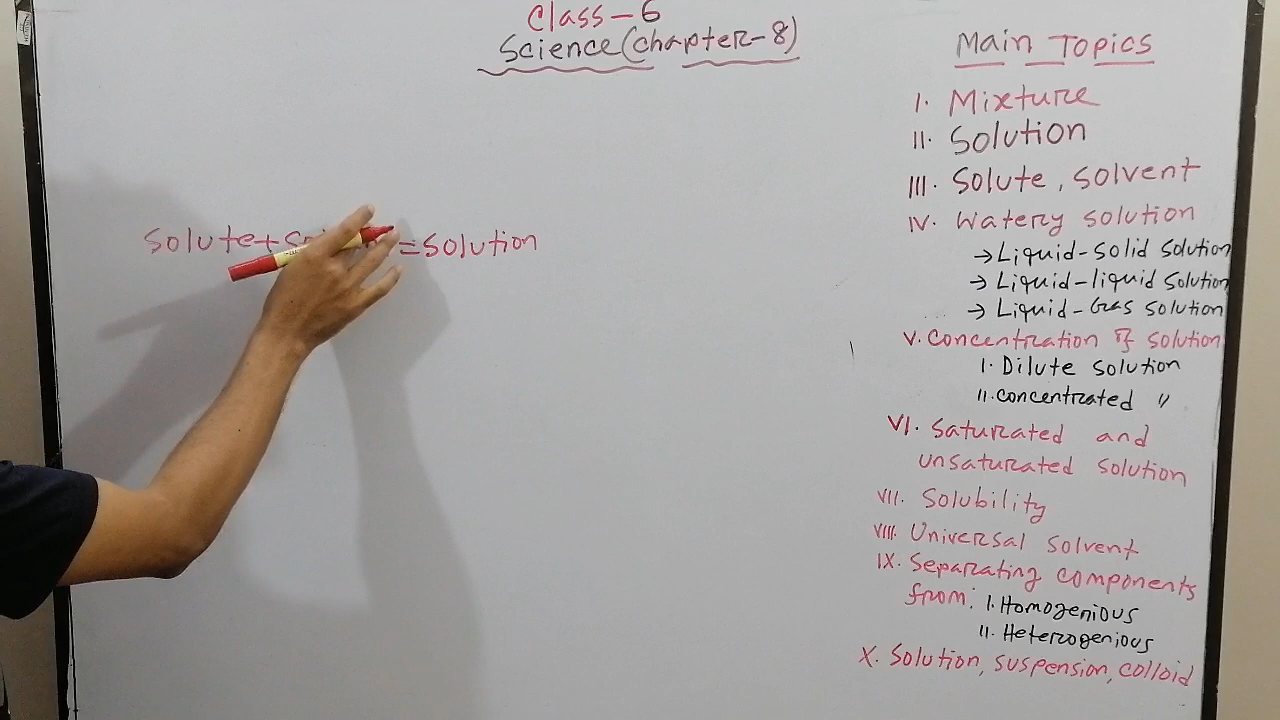 Class-6
Science(chapter-8)
solute+ =solution
Main Topics
I. Mixture
II. Solution
III. Solute, solvent
IV. Watery solution
→Liquid-solid solution
→Liquid-liquid solution
→Liquid-Gas solution
V. Concentration of solution
I. Dilute solution
II. concentrated "
VI. Saturated and
unsaturated solution
VII. Solubility
VIII. Universal solvent
IX. Separating components
from: I. Homogenious
II. Heterogenious
X. Solution, suspension, colloid